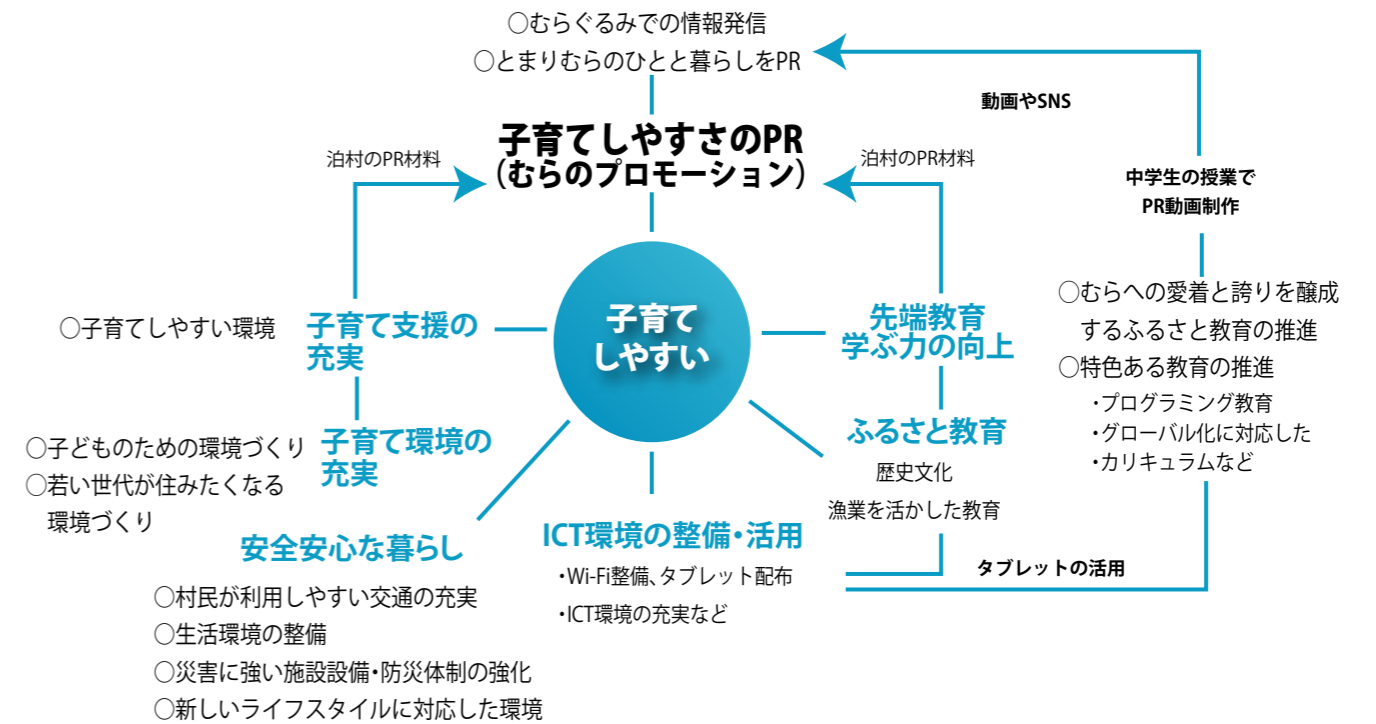 ○むらぐるみでの情報発信
○とまりむらのひとと暮らしをPR
動画やSNS
子育てしやすさのPR
（むらのプロモーション）
泊村のPR材料
泊村のPR材料
中学生の授業で
PR動画制作
子育て
しやすい
○子育てしやすい環境
子育て支援の
充実
先端教育
学ぶ力の向上
○むらへの愛着と誇りを醸成
するふるさと教育の推進
○特色ある教育の推進
・プログラミング教育
・グローバル化に対応した
・カリキュラムなど
○子どものための環境づくり
○若い世代が住みたくなる
環境づくり
子育て環境の
充実
ふるさと教育
歴史文化
漁業を活かした教育
安全安心な暮らし
○村民が利用しやすい交通の充実
○生活環境の整備
○災害に強い施設設備・防災体制の強化
○新しいライフスタイルに対応した環境
ICT環境の整備・活用
・Wi-Fi整備、タブレット配布
・ICT環境の充実など
タブレットの活用